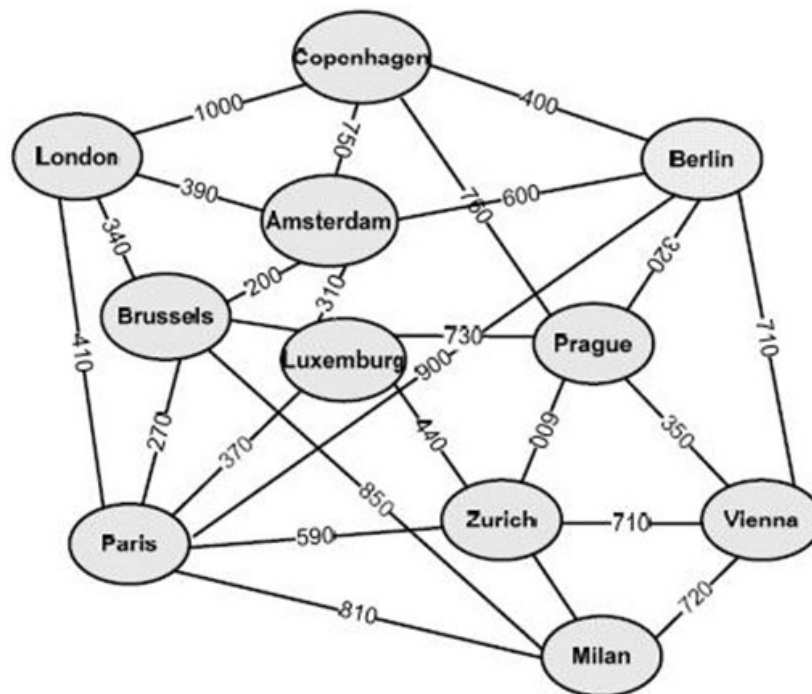 Copenhagen
1000
400
London
750
Berlin
390
760
600
Amsterdam
340
320
200
310
Brussels
710
730
Prague
Luxemburg
410
900
270
370
440
600
350
850
Zurich
710
Vienna
Paris
590
810
720
Milan